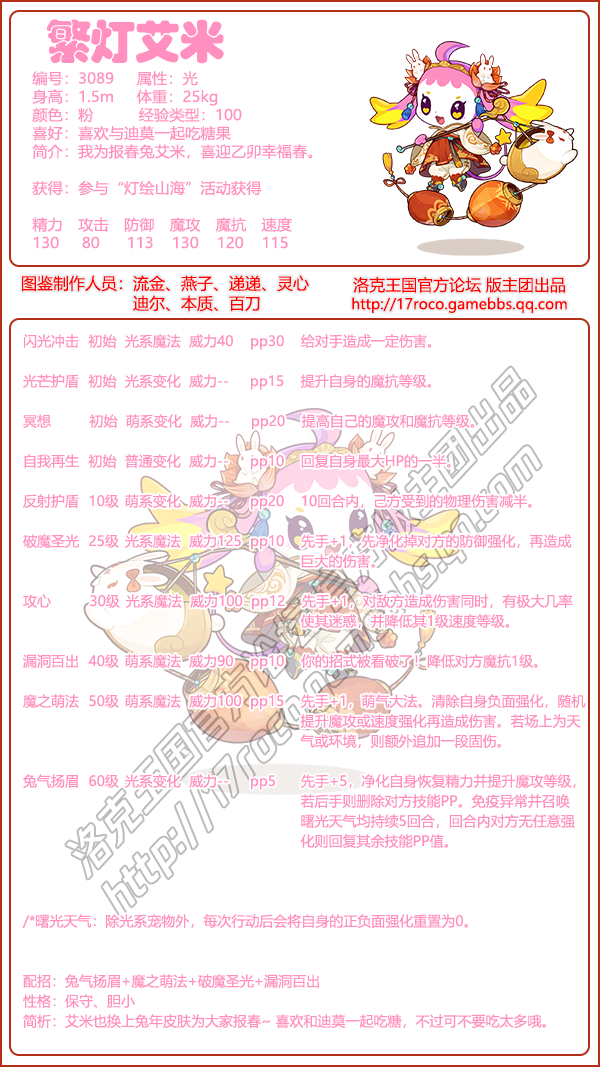 繁灯艾米
编号：3089 属性：光
身高：1.5m 体重：25kg
颜色：粉 经验类型：100
喜好：喜欢与迪莫一起吃糖果
简介：我为报春兔艾米，喜迎乙卯幸福春。
获得：参与“灯绘山海”活动获得
精力 攻击 防御 魔攻 魔抗 速度
130 80 113 130 120 115
图鉴制作人员：流金、燕子、递递、灵心
迪尔、本质、百刀
洛克王国官方论坛 版主团出品
http://17roco.gamebbs.qq.com
闪光冲击 初始 光系魔法 威力40 pp30 给对手造成一定伤害。
光芒护盾 初始 光系变化 威力-- pp15 提升自身的魔抗等级。
冥想 初始 萌系变化 威力-- pp20 提高自己的魔攻和魔抗等级。
自我再生 初始 普通变化 威力-- pp10 回复自身最大HP的一半。
反射护盾 10级 萌系变化 威力-- pp20 10回合内，己方受到的物理伤害减半。
破魔圣光 25级 光系魔法 威力125 pp10 先手+1，先净化掉对方的防御强化，再造成
巨大的伤害。
攻心 30级 光系魔法 威力100 pp12 先手+1，对敌方造成伤害同时，有极大几率
使其迷惑，并降低其1级速度等级。
漏洞百出 40级 萌系魔法 威力90 pp10 你的招式被看破了！降低对方魔抗1级。
魔之萌法 50级 萌系魔法 威力100 pp15 先手+1，萌气大法。清除自身负面强化，随机
提升魔攻或速度强化再造成伤害。若场上为天
气或环境，则额外追加一段固伤。
兔气扬眉 60级 光系变化 威力-- pp5 先手+5，净化自身恢复精力并提升魔攻等级，
若后手则删除对方技能PP。免疫异常并召唤
曙光天气均持续5回合，回合内对方无任意强
化则回复其余技能PP值。
/*曙光天气：除光系宠物外，每次行动后会将自身的正负面强化重置为0。
配招：兔气扬眉+魔之萌法+破魔圣光+漏洞百出
性格：保守、胆小
简析：艾米也换上兔年皮肤为大家报春~ 喜欢和迪莫一起吃糖，不过可不要吃太多哦。
洛克王国官方论坛版主团出品
http://17roco.gamebbs.qq.com